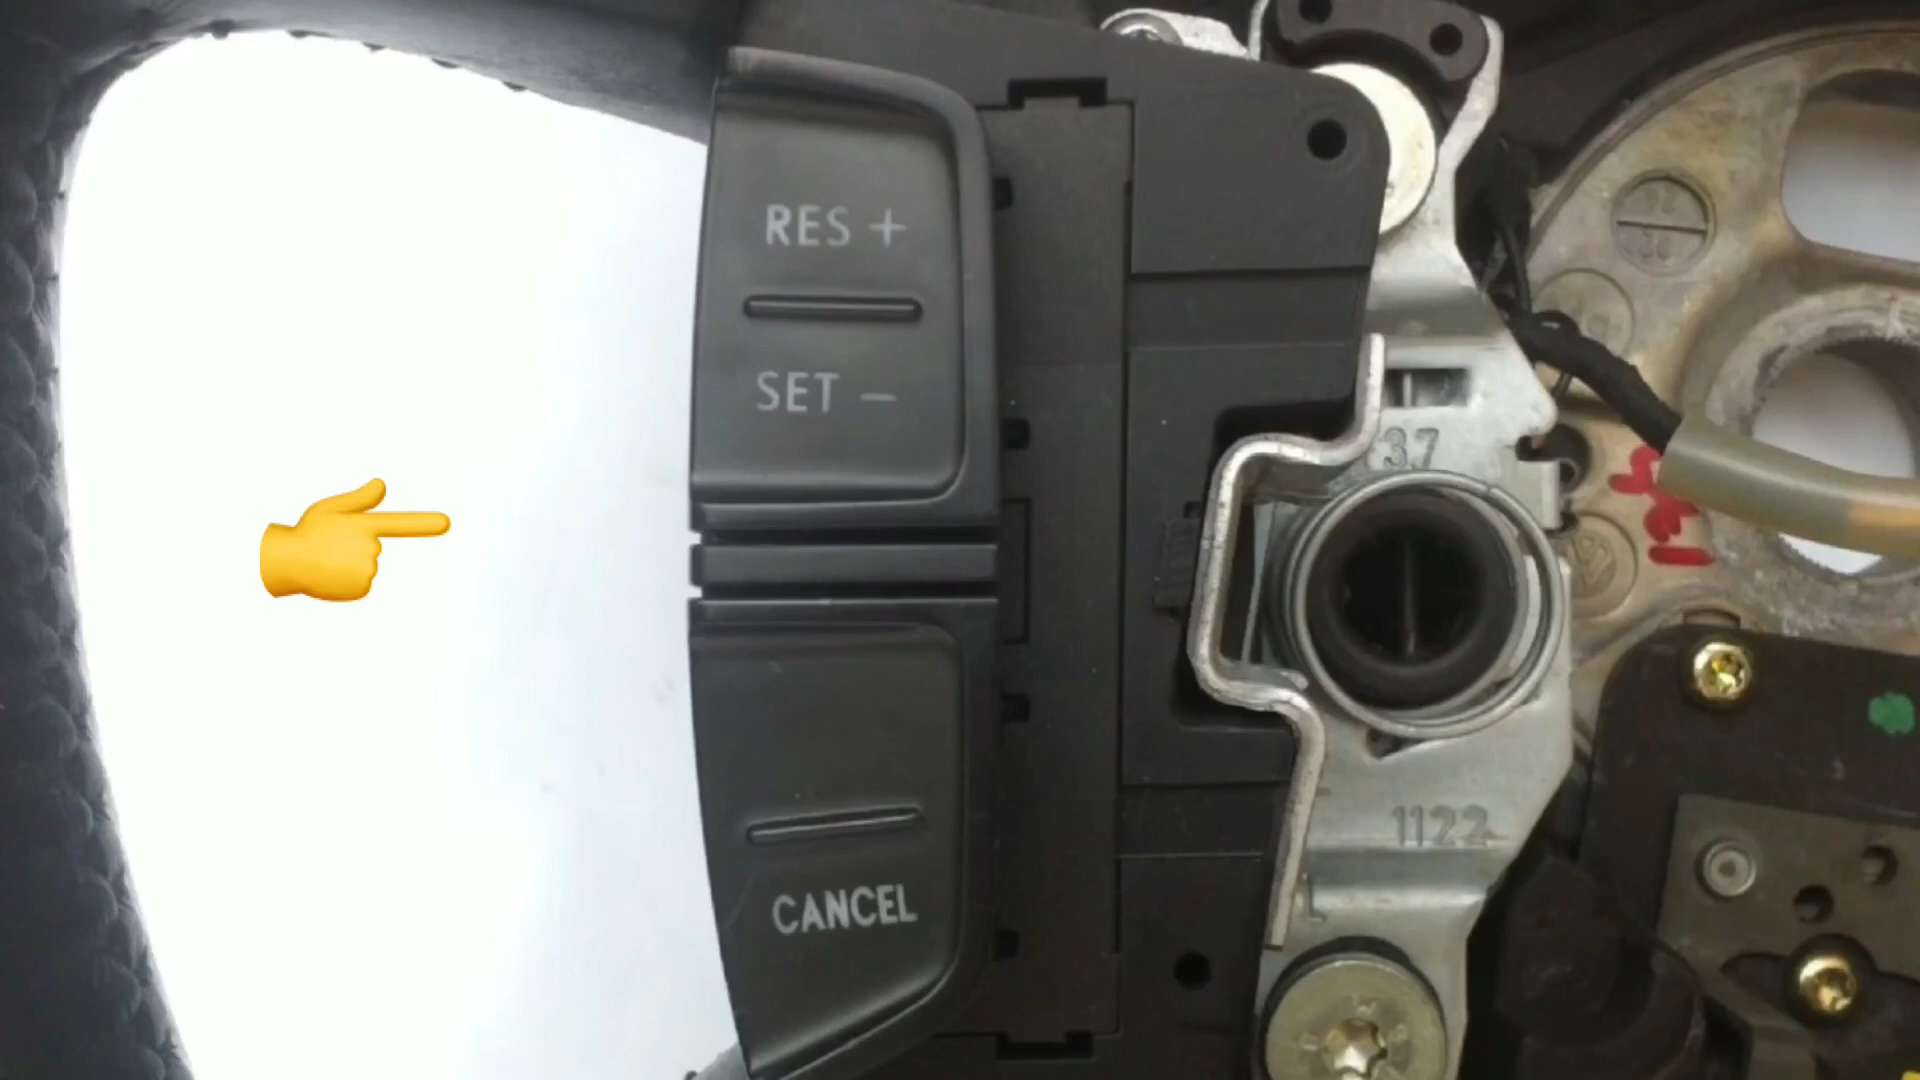 RES +
SET –
37
1122
CANCEL